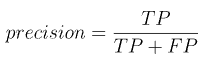 precision = TP / (TP + FP)